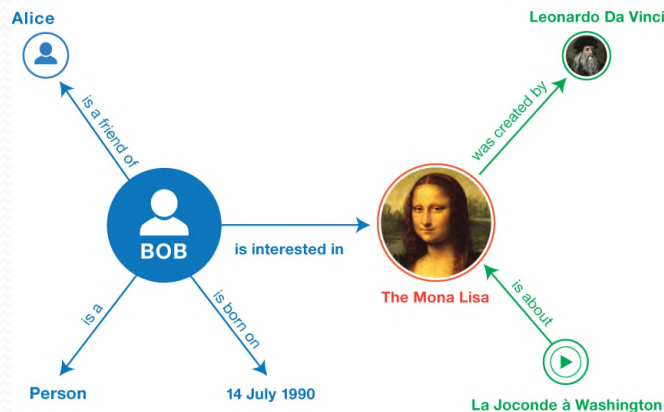 Alice
Leonardo Da Vinci
is a friend of
was created by
BOB
is interested in
The Mona Lisa
is a
is born on
is about
Person
14 July 1990
La Joconde à Washington